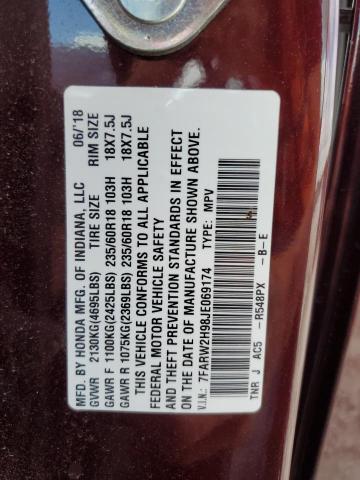 MFD. BY HONDA MFG. OF INDIANA, LLC 06/'18
GVWR 2130KG(4695LBS) TIRE SIZE RIM SIZE
GAWR F 1100KG(2425LBS) 235/60R18 103H 18X7.5J
GAWR R 1075KG(2369LBS) 235/60R18 103H 18X7.5J
THIS VEHICLE CONFORMS TO ALL APPLICABLE
FEDERAL MOTOR VEHICLE SAFETY
AND THEFT PREVENTION STANDARDS IN EFFECT
ON THE DATE OF MANUFACTURE SHOWN ABOVE.
V.I.N.: 7FARW2H98JE069174 TYPE: MPV
TNR J AC5 -R548PX -B-E